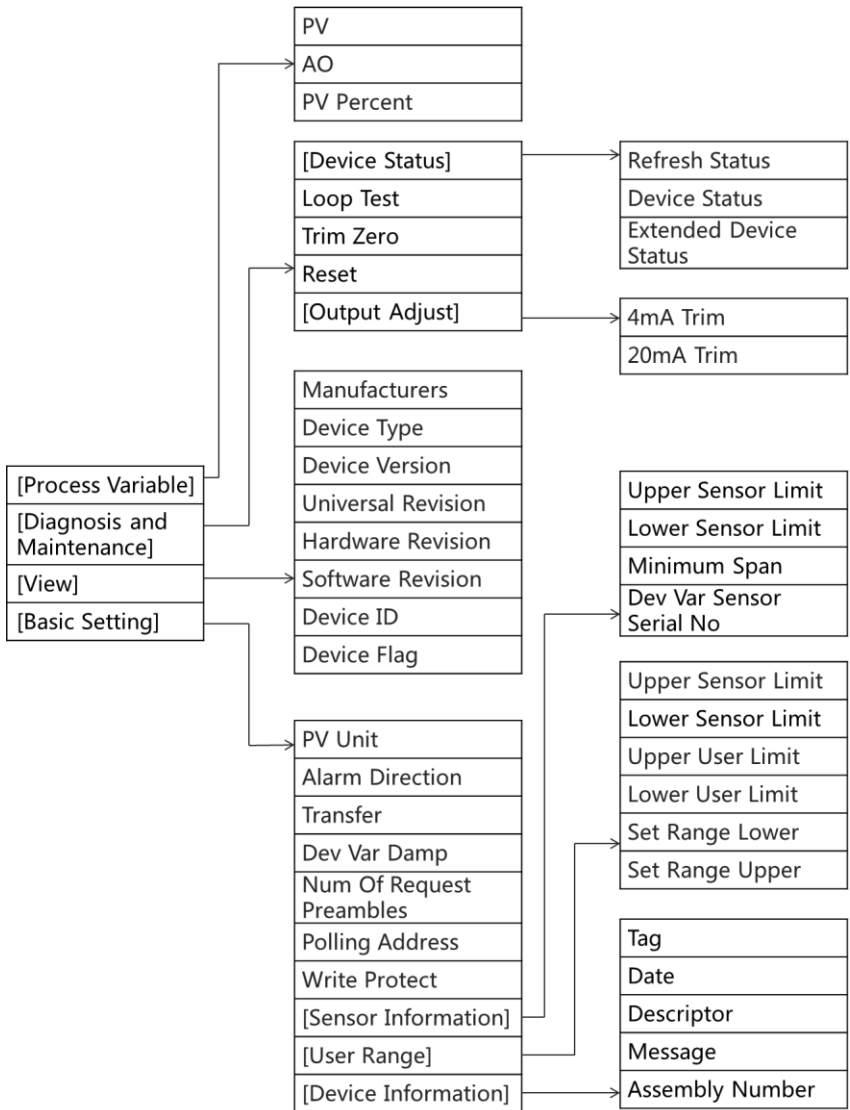 [Process Variable]
[Diagnosis and
Maintenance]
[View]
[Basic Setting]
PV
AO
PV Percent
[Device Status]
Loop Test
Trim Zero
Reset
[Output Adjust]
Manufacturers
Device Type
Device Version
Universal Revision
Hardware Revision
Software Revision
Device ID
Device Flag
PV Unit
Alarm Direction
Transfer
Dev Var Damp
Num Of Request
Preambles
Polling Address
Write Protect
[Sensor Information]
[User Range]
[Device Information]
Refresh Status
Device Status
Extended Device
Status
4mA Trim
20mA Trim
Upper Sensor Limit
Lower Sensor Limit
Minimum Span
Dev Var Sensor
Serial No
Upper Sensor Limit
Lower Sensor Limit
Upper User Limit
Lower User Limit
Set Range Lower
Set Range Upper
Tag
Date
Descriptor
Message
Assembly Number